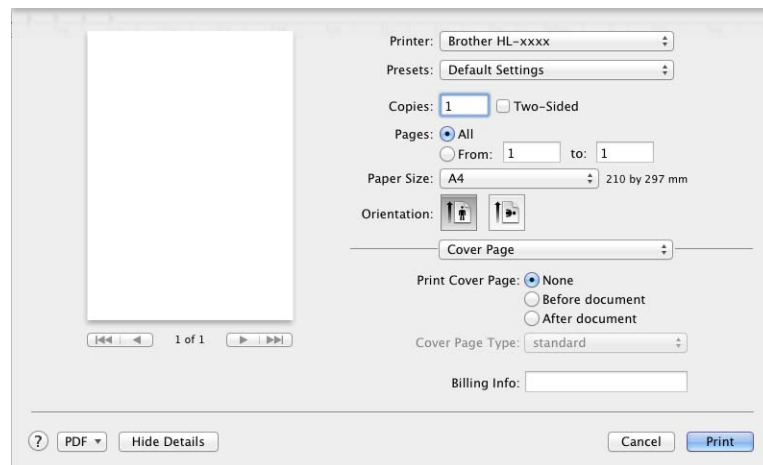 Printer: Brother HL-xxxx
Presets: Default Settings
Copies: 1 Two-Sided
Pages: All
From: 1 to: 1
Paper Size: A4 210 by 297 mm
Orientation:
Cover Page
Print Cover Page: None
Before document
After document
1 of 1
Cover Page Type: standard
Billing Info:
? PDF Hide Details Cancel Print